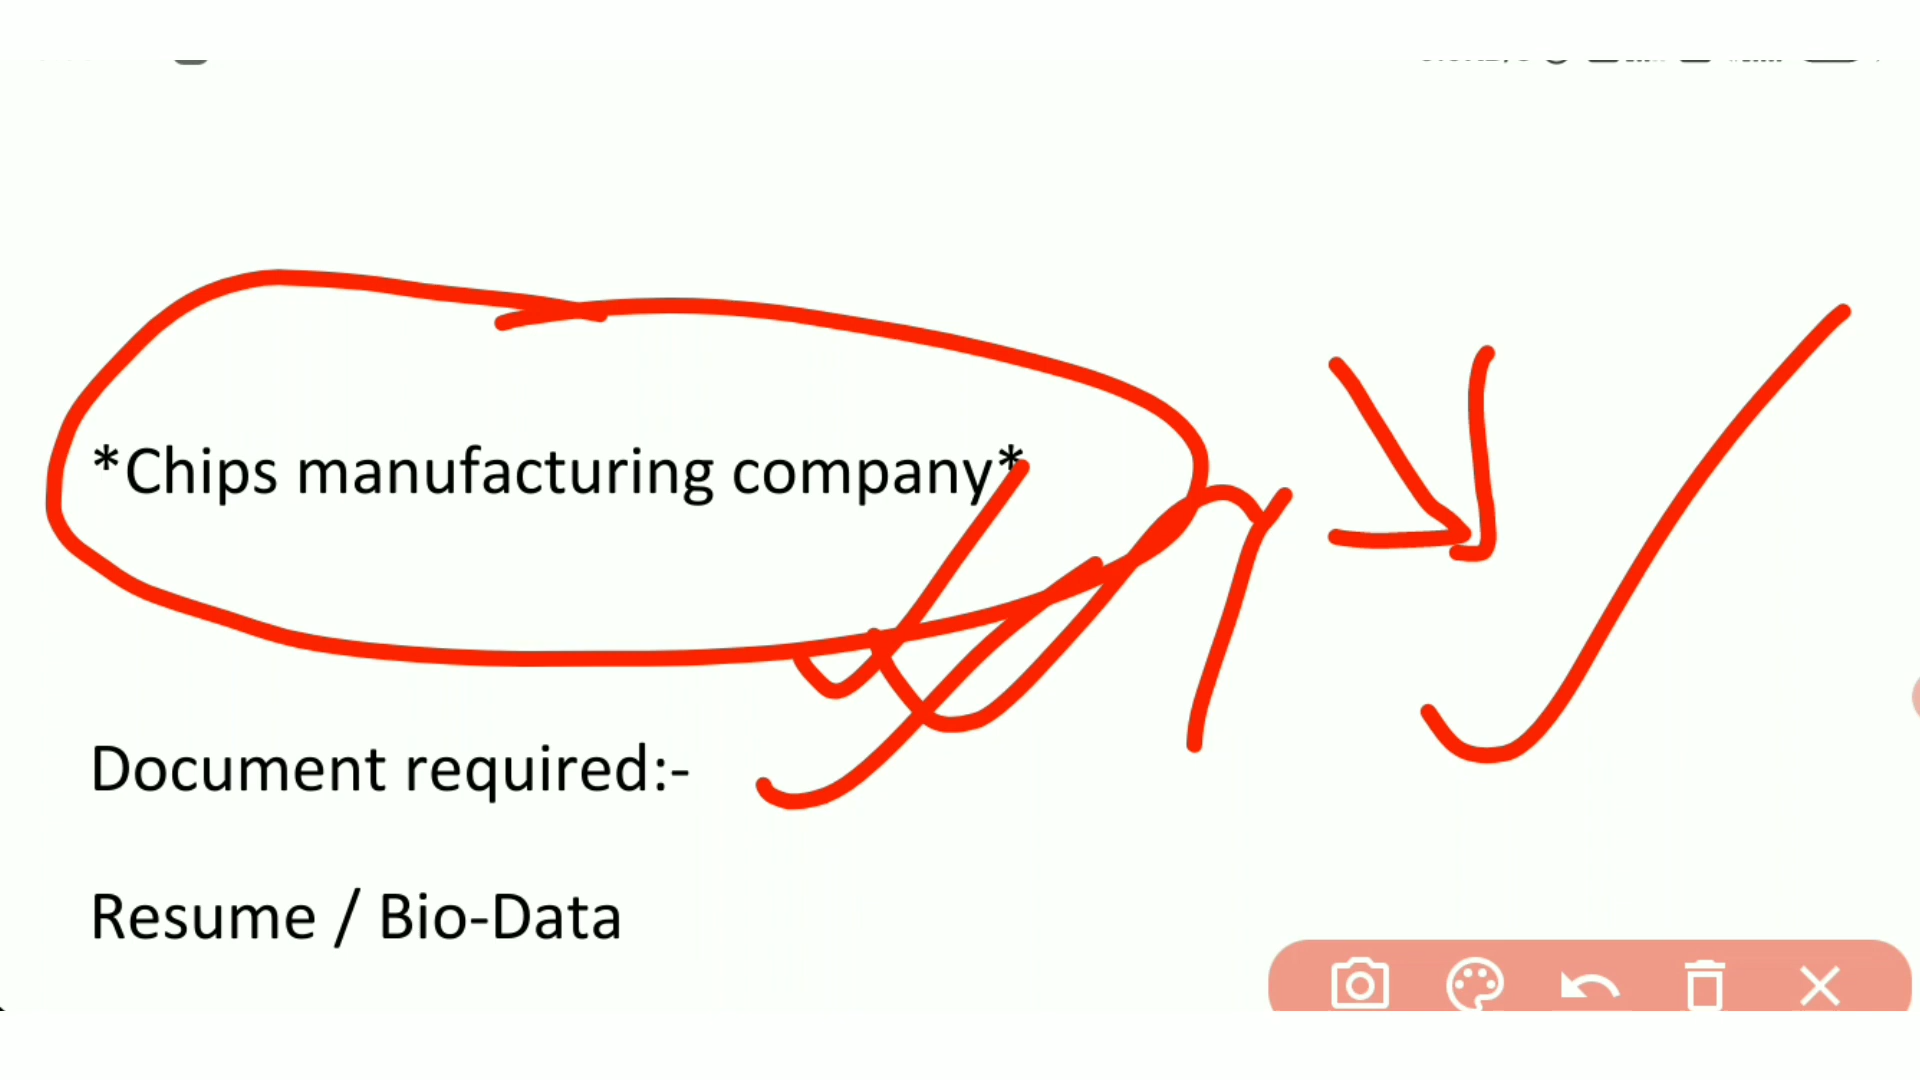 *Chips manufacturing company*
Document required:-
Resume / Bio-Data